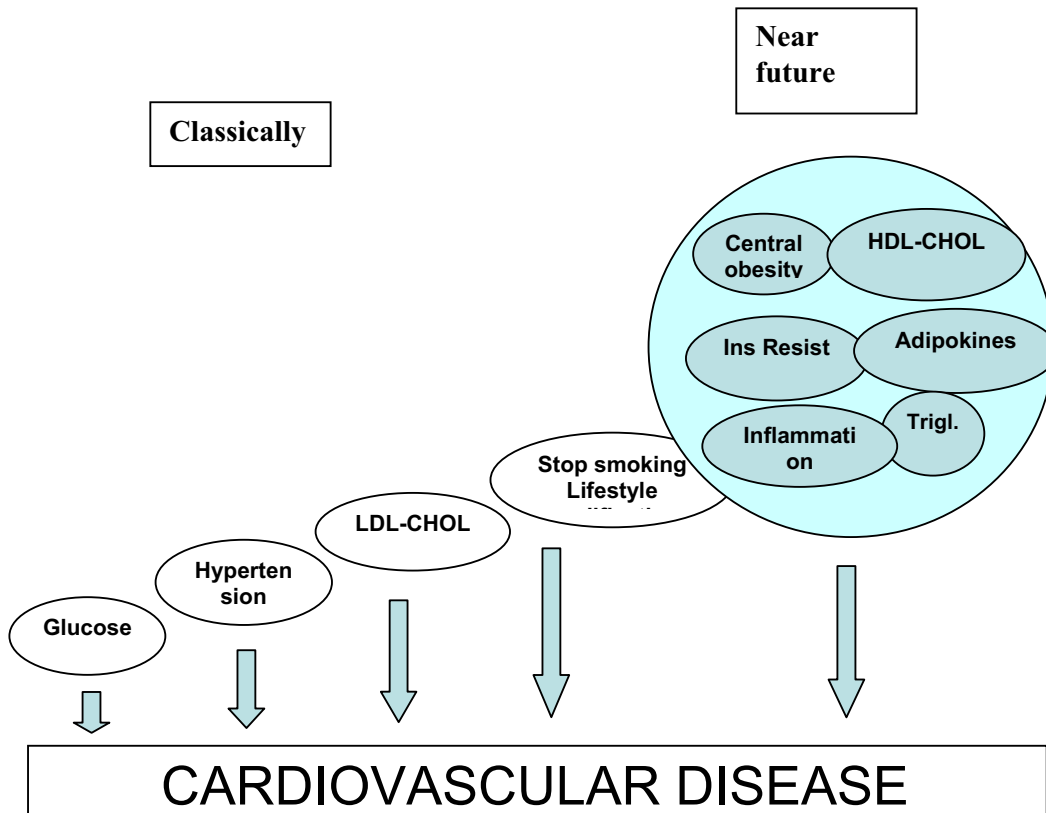 Near
future
Classically
Central
obesity
HDL-CHOL
Ins Resist
Adipokines
Inflammati
on
Trigl.
Stop smoking
Lifestyle
LDL-CHOL
Hyperten
sion
Glucose
CARDIOVASCULAR DISEASE